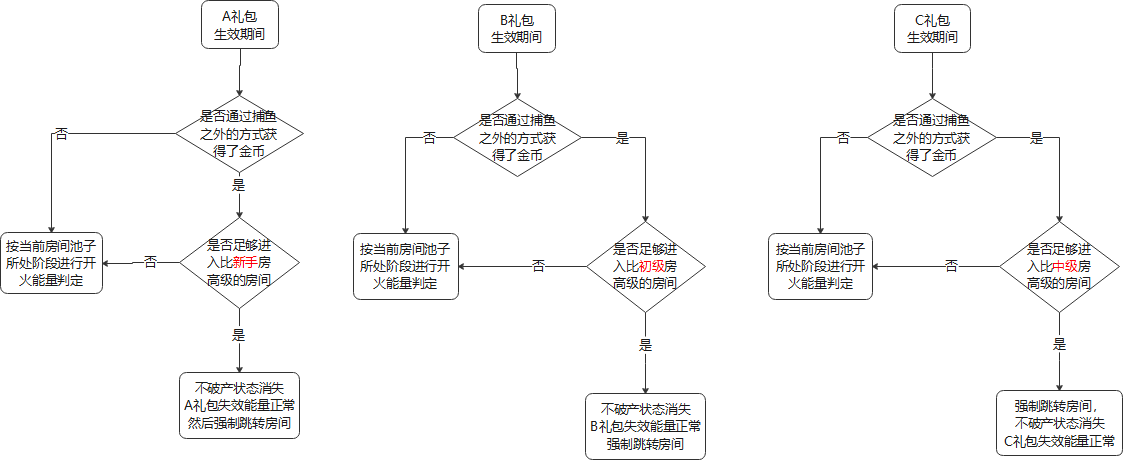 A礼包
生效期间
是否通过捕鱼
之外的方式获
得了金币
否
是
按当前房间池子
所处阶段进行开
火能量判定
否
是否足够进
入比新手房
高级的房间
是
不破产状态消失
A礼包失效能量正常
然后强制跳转房间
B礼包
生效期间
是否通过捕鱼
之外的方式获
得了金币
否
是
按当前房间池子
所处阶段进行开
火能量判定
否
是否足够进
入比初级房
高级的房间
是
不破产状态消失
B礼包失效能量正常
强制跳转房间
C礼包
生效期间
是否通过捕鱼
之外的方式获
得了金币
否
是
按当前房间池子
所处阶段进行开
火能量判定
否
是否足够进
入比中级房
高级的房间
是
强制跳转房间，
不破产状态消失
C礼包失效能量正常